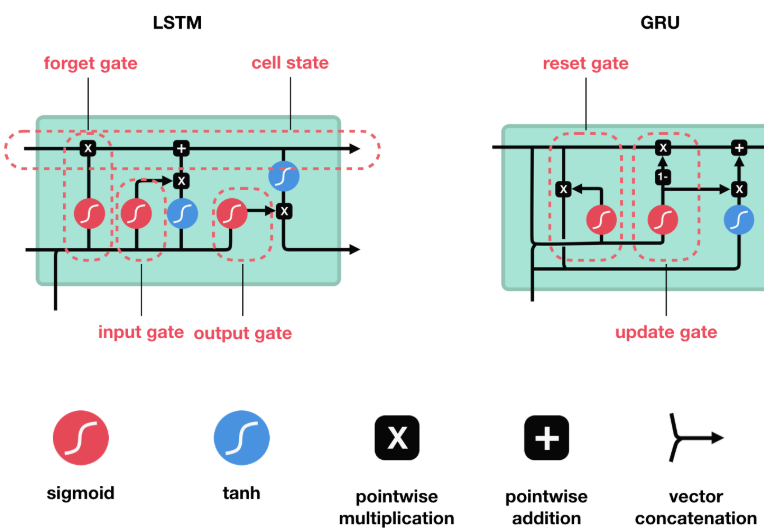 LSTM
GRU
forget gate
cell state
reset gate
X
+
X
+
X
1-
X
X
X
input gate
output gate
update gate
X
+
sigmoid
tanh
pointwise
multiplication
pointwise
addition
vector
concatenation